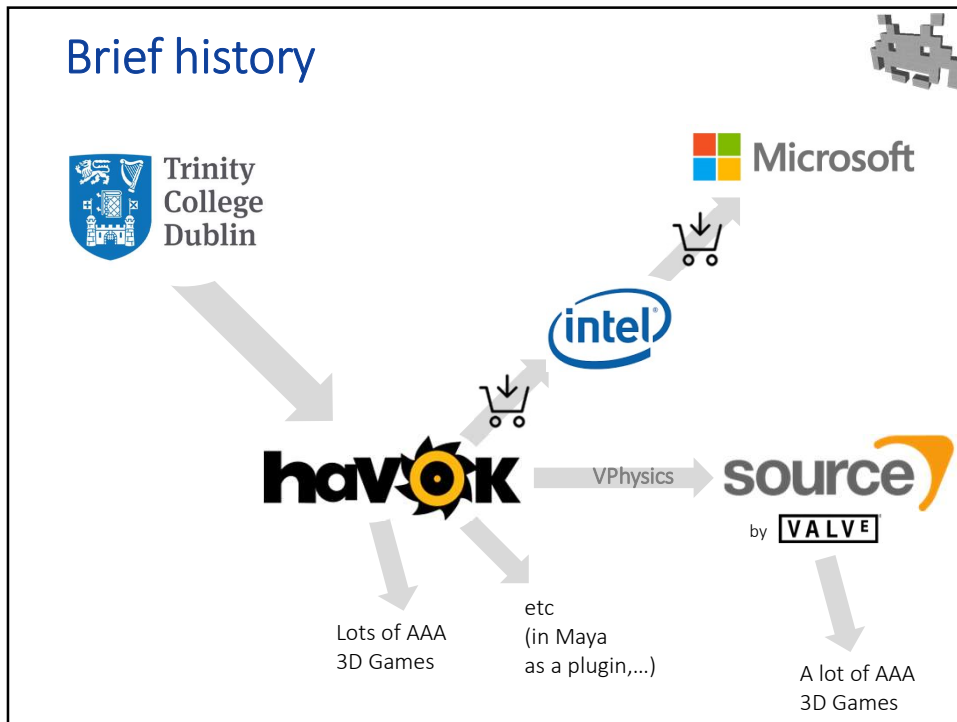 Brief history
Trinity
College
Dublin
Microsoft
intel®
havok
VPhysics
source
by VALVE
Lots of AAA
3D Games
etc
(in Maya
as a plugin,…)
A lot of AAA
3D Games